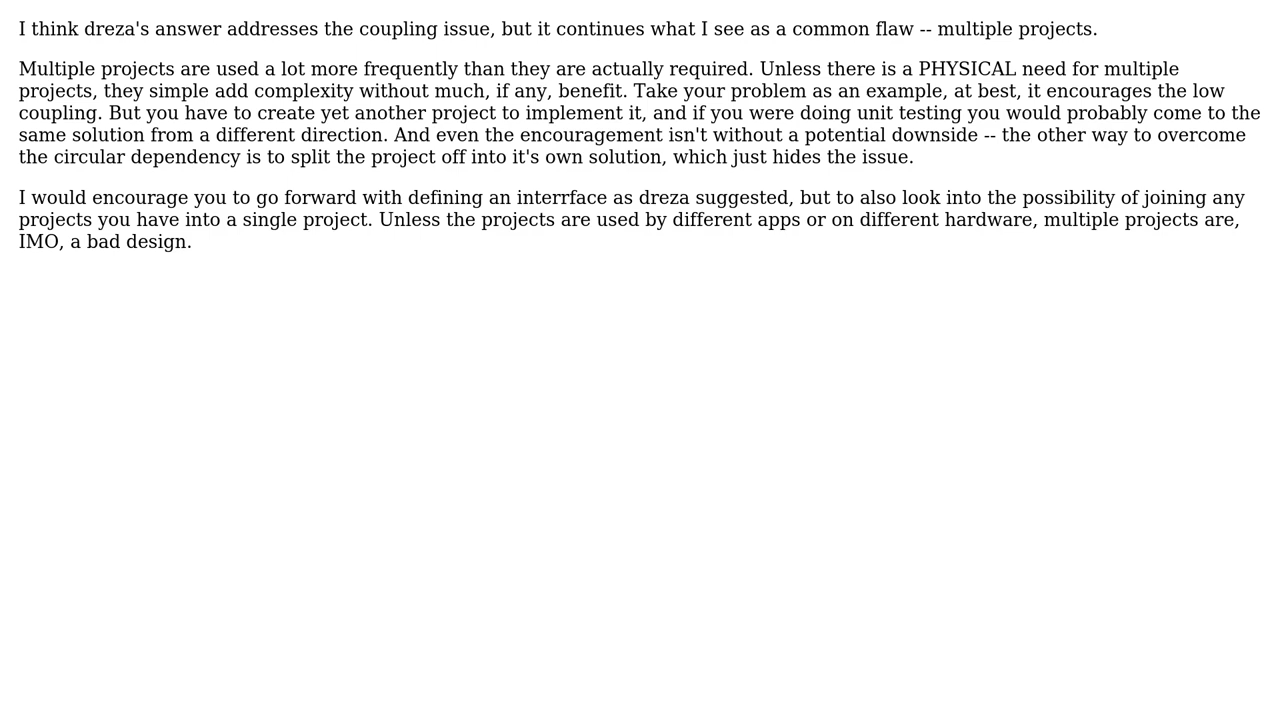 I think dreza's answer addresses the coupling issue, but it continues what I see as a common flaw -- multiple projects.
Multiple projects are used a lot more frequently than they are actually required. Unless there is a PHYSICAL need for multiple
projects, they simple add complexity without much, if any, benefit. Take your problem as an example, at best, it encourages the low
coupling. But you have to create yet another project to implement it, and if you were doing unit testing you would probably come to the
same solution from a different direction. And even the encouragement isn't without a potential downside -- the other way to overcome
the circular dependency is to split the project off into it's own solution, which just hides the issue.
I would encourage you to go forward with defining an interrface as dreza suggested, but to also look into the possibility of joining any
projects you have into a single project. Unless the projects are used by different apps or on different hardware, multiple projects are,
IMO, a bad design.